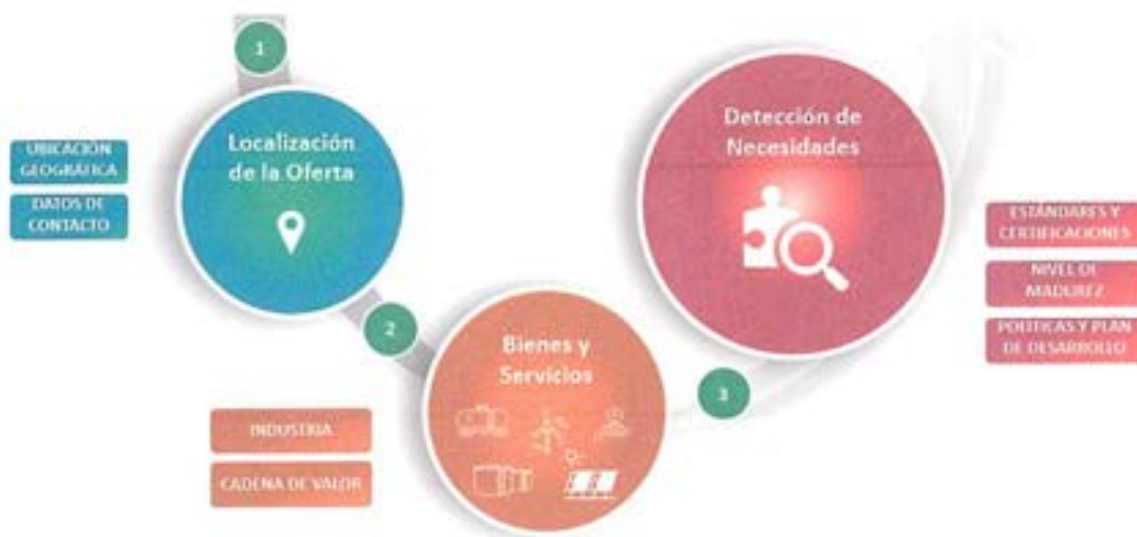 1
Localización
de la Oferta
UBICACIÓN
GEOGRÁFICA
DATOS DE
CONTACTO
2
Bienes y
Servicios
INDUSTRIA
CADENA DE VALOR
3
Detección de
Necesidades
ESTÁNDARES Y
CERTIFICACIONES
NIVEL DE
MADUREZ
POLÍTICAS Y PLAN
DE DESARROLLO